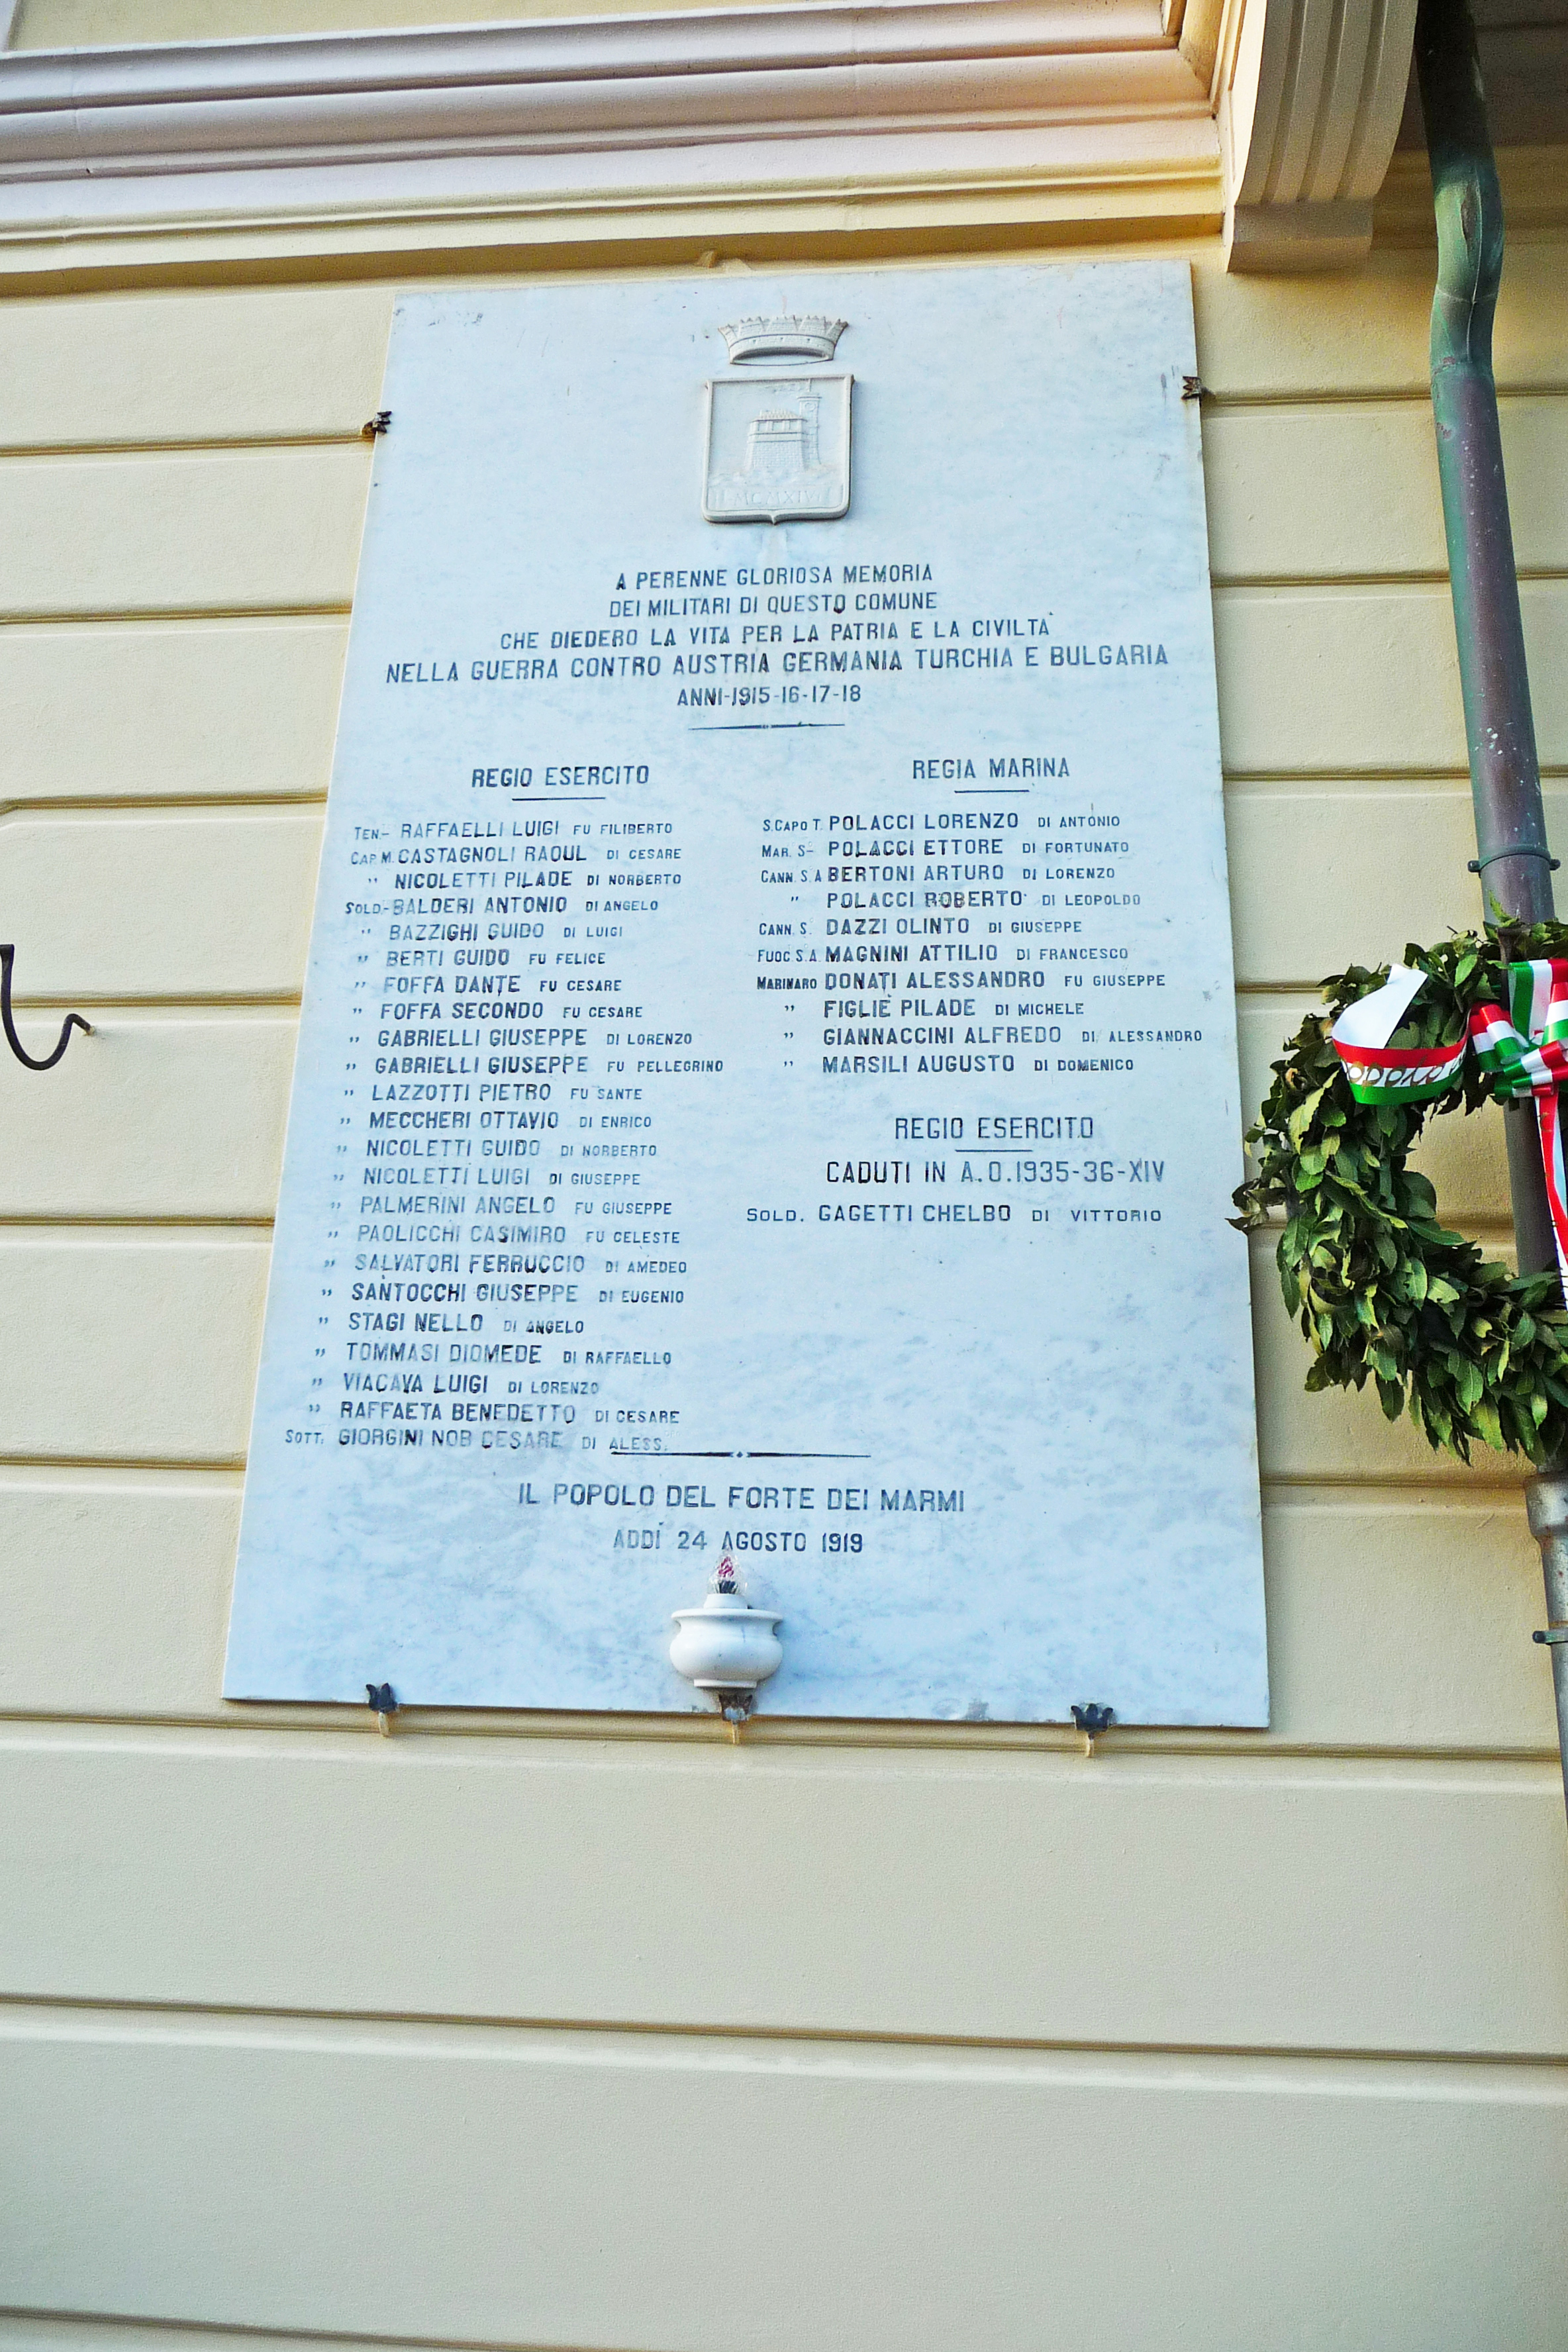 MCMXIV
A PERENNE GLORIOSA MEMORIA
DEI MILITARI DI QUESTO COMUNE
CHE DIEDERO LA VITA PER LA PATRIA E LA CIVILTA'
NELLA GUERRA CONTRO AUSTRIA GERMANIA TURCHIA E BULGARIA
ANNI-1915-16-17-18
REGIO ESERCITO
TEN- RAFFAELLI LUIGI FU FILIBERTO
CAP. M. CASTAGNOLI RAOUL DI CESARE
" NICOLETTI PILADE DI NORBERTO
SOLD- BALDERI ANTONIO DI ANGELO
" BAZZIGHI GUIDO DI LUIGI
" BERTI GUIDO FU FELICE
" FOFFA DANTE FU CESARE
" FOFFA SECONDO FU CESARE
" GABRIELLI GIUSEPPE DI LORENZO
" GABRIELLI GIUSEPPE FU PELLEGRINO
" LAZZOTTI PIETRO FU SANTE
" MECCHERI OTTAVIO DI ENRICO
" NICOLETTI GUIDO DI NORBERTO
" NICOLETTI LUIGI DI GIUSEPPE
" PALMERINI ANGELO FU GIUSEPPE
" PAOLICCHI CASIMIRO FU CELESTE
" SALVATORI FERRUCCIO DI AMEDEO
" SANTOCCHI GIUSEPPE DI EUGENIO
" STAGI NELLO DI ANGELO
" TOMMASI DIOMEDE DI RAFFAELLO
" VIACAVA LUIGI DI LORENZO
" RAFFAETA BENEDETTO DI CESARE
SOTT. GIORGINI NOB CESARE DI ALESS.
REGIA MARINA
S.CAPO T. POLACCI LORENZO DI ANTONIO
MAR. S- POLACCI ETTORE DI FORTUNATO
CANN. S. A BERTONI ARTURO DI LORENZO
" POLACCI ROBERTO DI LEOPOLDO
CANN. S. DAZZI OLINTO DI GIUSEPPE
FUOC. S.A. MAGNINI ATTILIO DI FRANCESCO
MARINARO DONATI ALESSANDRO FU GIUSEPPE
" FIGLIÈ PILADE DI MICHELE
" GIANNACCINI ALFREDO DI ALESSANDRO
" MARSILI AUGUSTO DI DOMENICO
REGIO ESERCITO
CADUTI IN A.O.1935-36-XIV
SOLD. GAGETTI CHELBO DI VITTORIO
IL POPOLO DEL FORTE DEI MARMI
ADDÌ 24 AGOSTO 1919